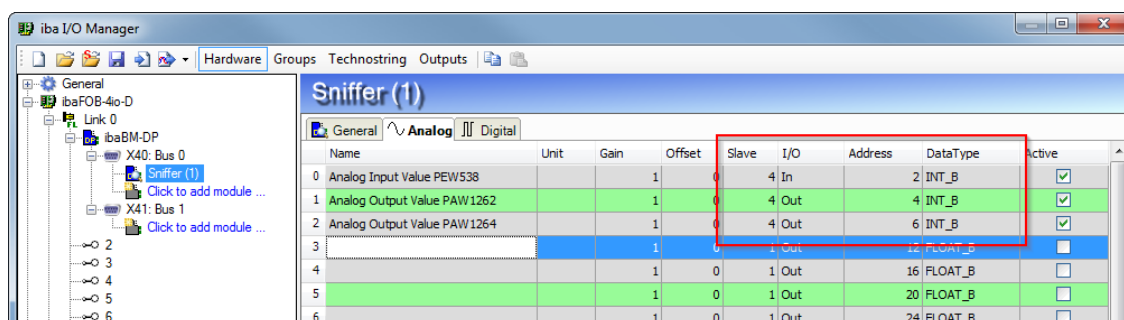 iba I/O Manager
Hardware Groups Technostring Outputs
General
ibaFOB-4io-D
Link 0
ibaBM-DP
X40: Bus 0
Sniffer (1)
Click to add module ...
X41: Bus 1
Click to add module ...
2
3
4
5
6
Sniffer (1)
General Analog Digital
Name Unit Gain Offset Slave I/O Address DataType Active
0 Analog Input Value PEW538 1 0 4 In 2 INT_B
1 Analog Output Value PAW1262 1 0 4 Out 4 INT_B
2 Analog Output Value PAW1264 1 0 4 Out 6 INT_B
3 1 0 1 Out 12 FLOAT_B
4 1 0 1 Out 16 FLOAT_B
5 1 0 1 Out 20 FLOAT_B
6 1 0 1 Out 24 FLOAT_B